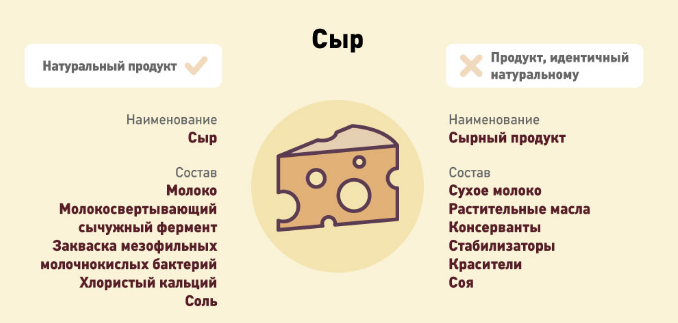 Сыр
Натуральный продукт
Наименование
Сыр
Состав
Молоко
Молокосвертывающий
сычужный фермент
Закваска мезофильных
молочнокислых бактерий
Хлористый кальций
Соль
Продукт, идентичный
натуральному
Наименование
Сырный продукт
Состав
Сухое молоко
Растительные масла
Консерванты
Стабилизаторы
Красители
Соя